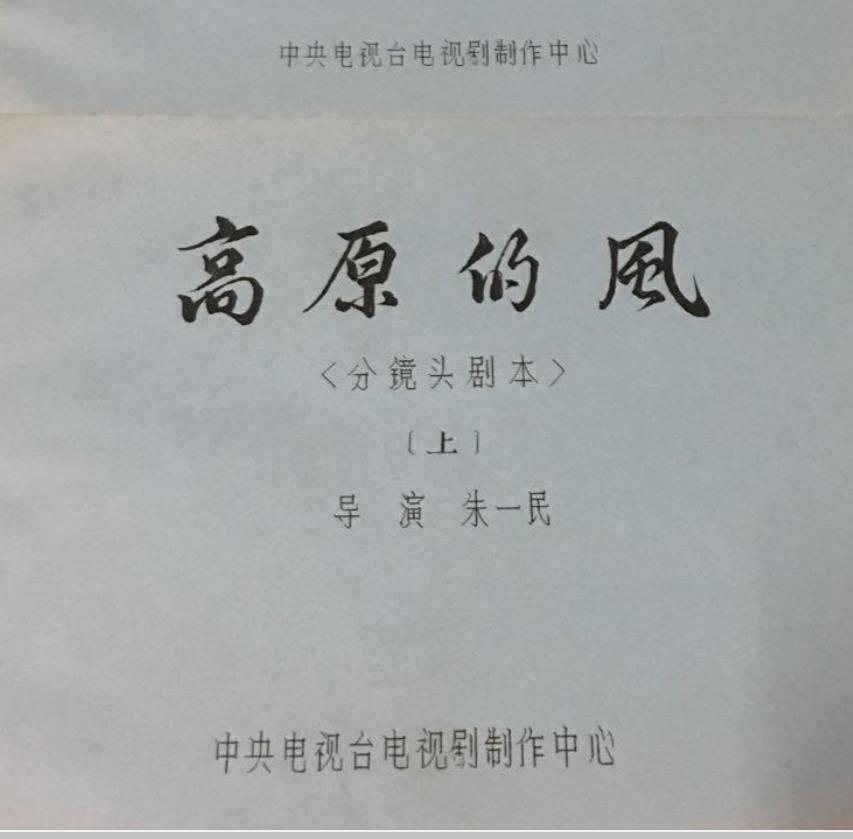 中央电视台电视剧制作中心
高原的風
<分镜头剧本>
〔上〕
导 演 朱一民
中央电视台电视剧制作中心